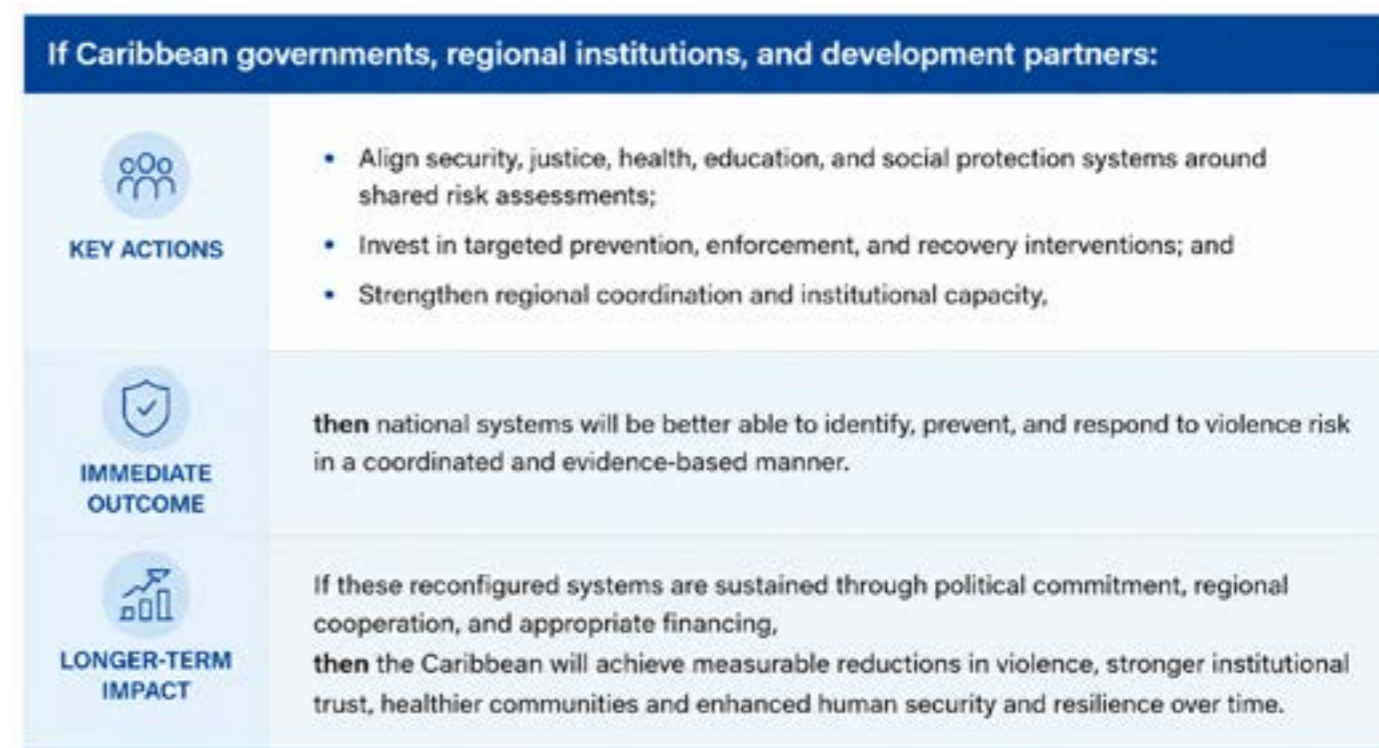 If Caribbean governments, regional institutions, and development partners:
KEY ACTIONS
• Align security, justice, health, education, and social protection systems around
shared risk assessments;
• Invest in targeted prevention, enforcement, and recovery interventions; and
• Strengthen regional coordination and institutional capacity,
IMMEDIATE
OUTCOME
then national systems will be better able to identify, prevent, and respond to violence risk
in a coordinated and evidence-based manner.
LONGER-TERM
IMPACT
If these reconfigured systems are sustained through political commitment, regional
cooperation, and appropriate financing,
then the Caribbean will achieve measurable reductions in violence, stronger institutional
trust, healthier communities and enhanced human security and resilience over time.